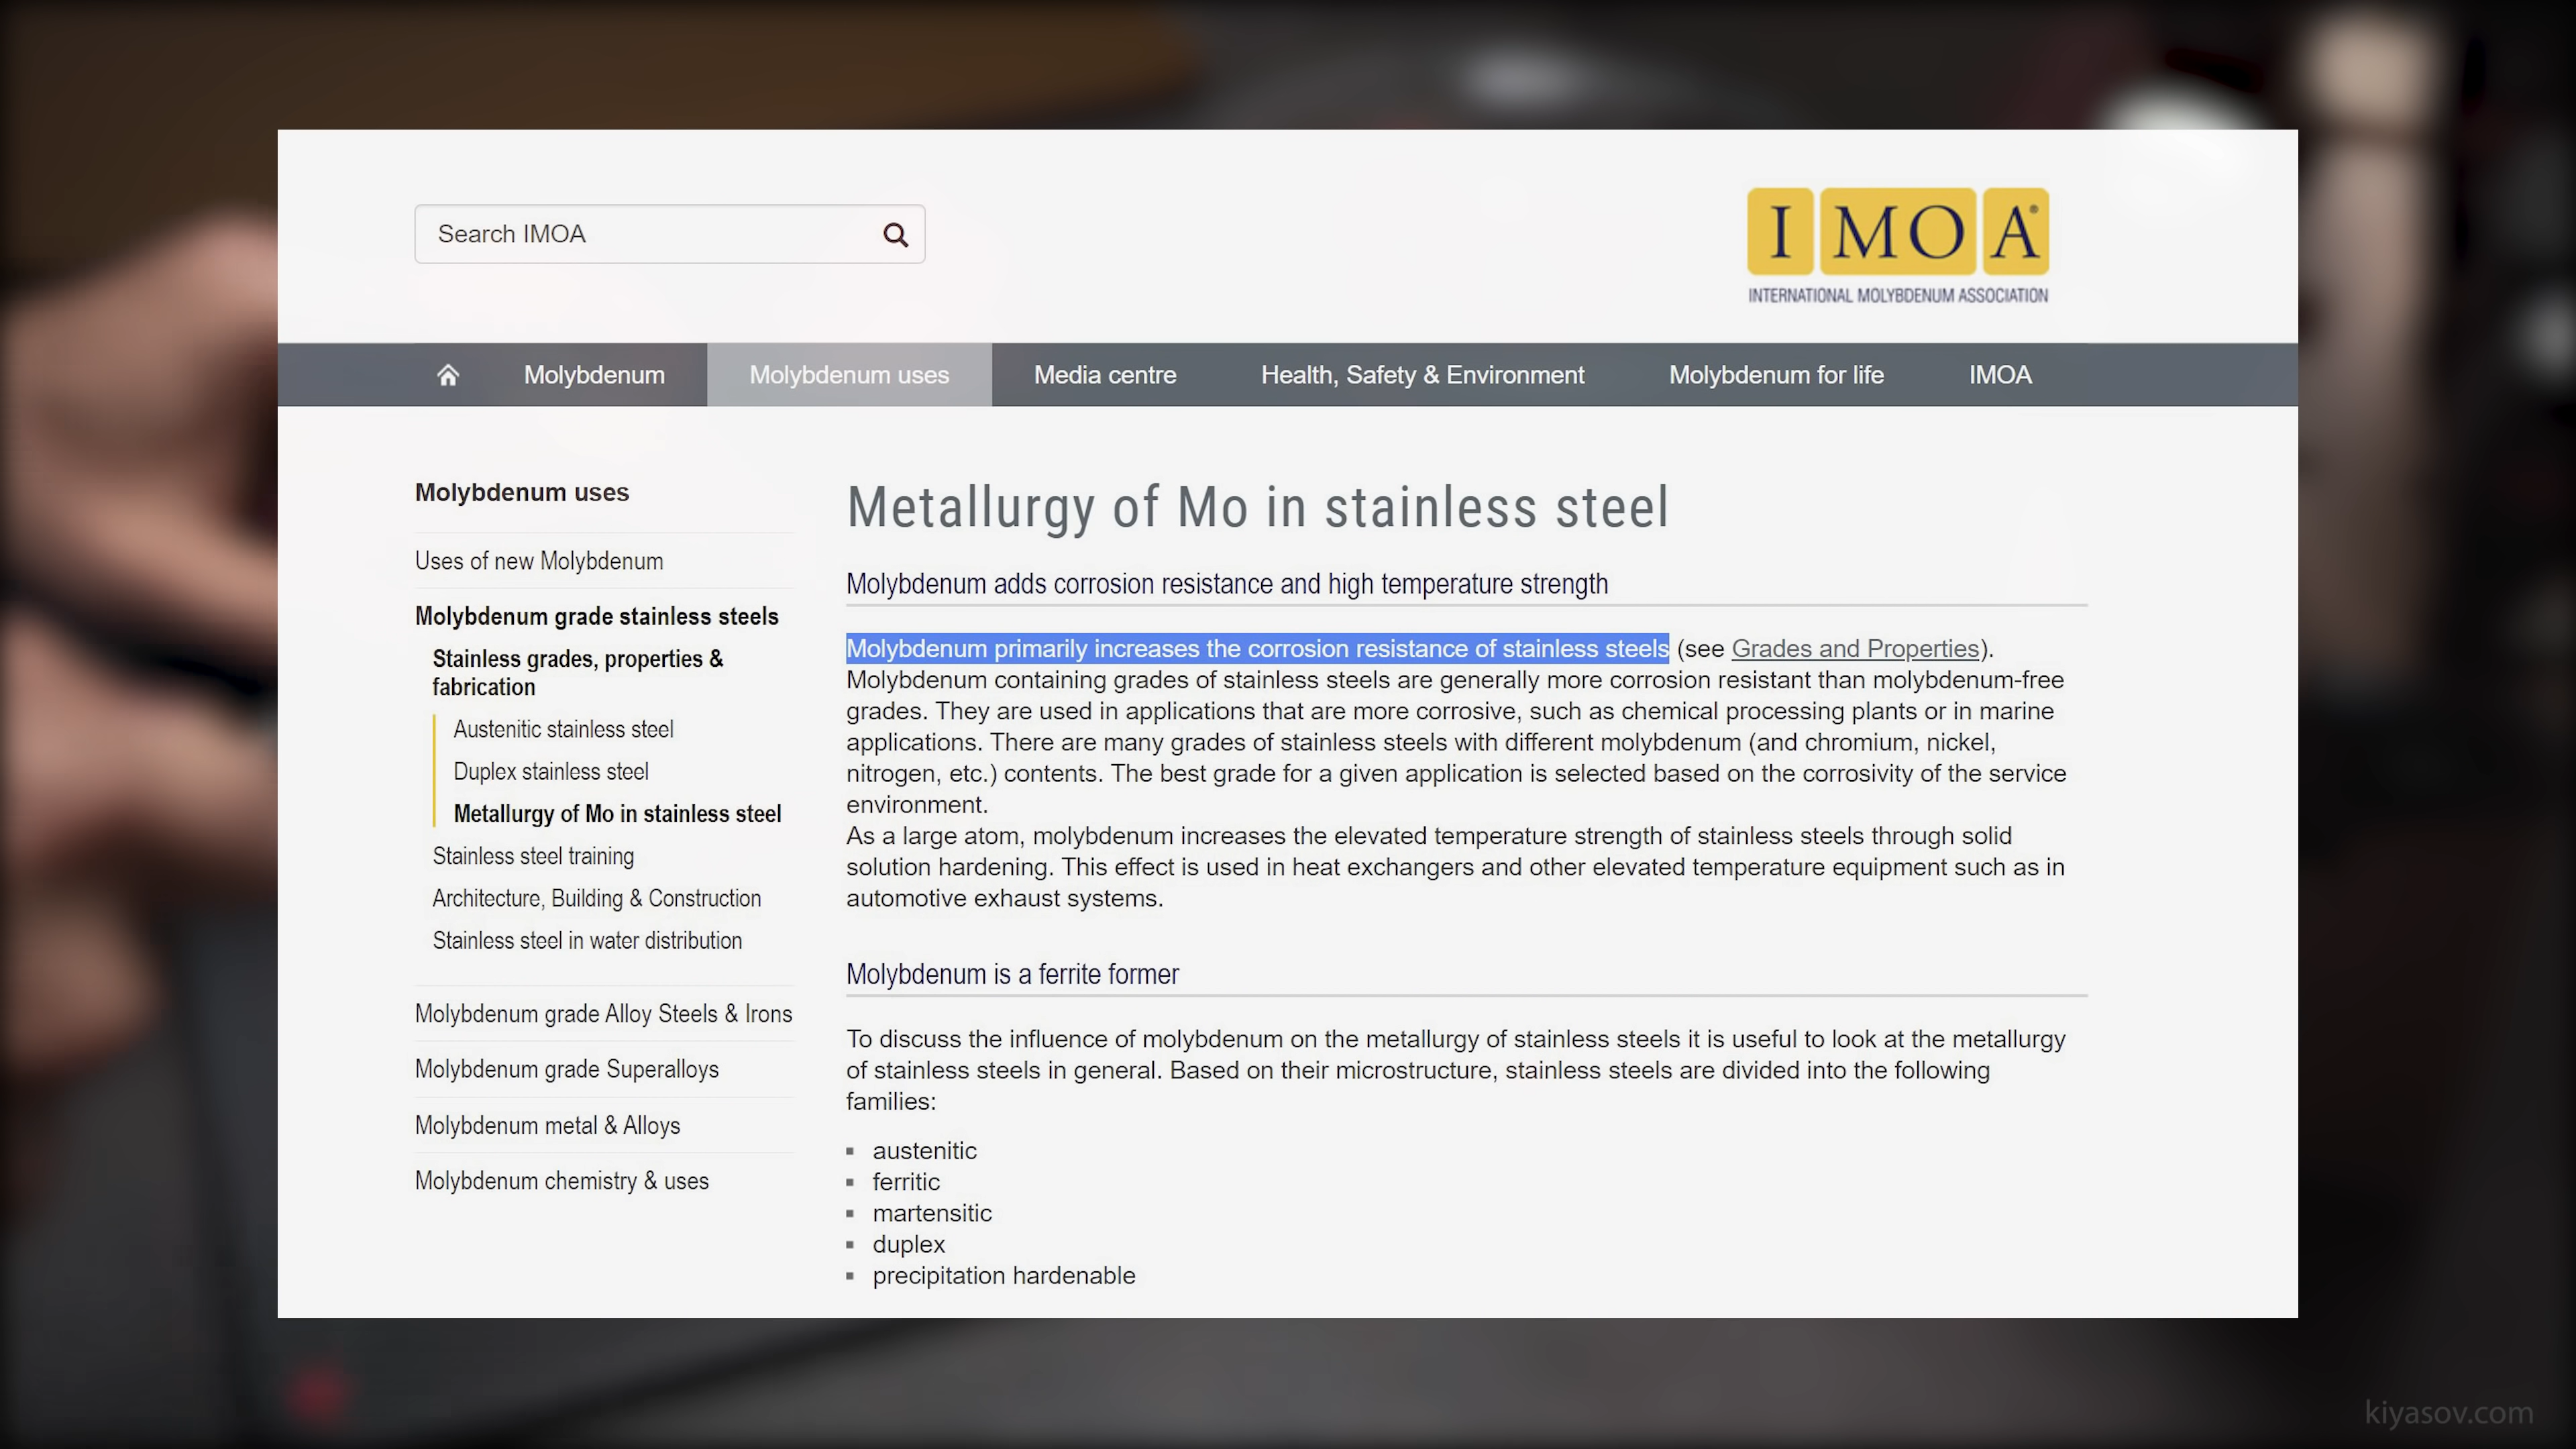 Search IMOA
I MOA®
INTERNATIONAL MOLYBDENUM ASSOCIATION
Molybdenum
Molybdenum uses
Media centre
Health, Safety & Environment
Molybdenum for life
IMOA
Molybdenum uses
Uses of new Molybdenum
Molybdenum grade stainless steels
Stainless grades, properties &
fabrication
Austenitic stainless steel
Duplex stainless steel
Metallurgy of Mo in stainless steel
Stainless steel training
Architecture, Building & Construction
Stainless steel in water distribution
Molybdenum grade Alloy Steels & Irons
Molybdenum grade Superalloys
Molybdenum metal & Alloys
Molybdenum chemistry & uses
Metallurgy of Mo in stainless steel
Molybdenum adds corrosion resistance and high temperature strength
Molybdenum primarily increases the corrosion resistance of stainless steels (see Grades and Properties).
Molybdenum containing grades of stainless steels are generally more corrosion resistant than molybdenum-free
grades. They are used in applications that are more corrosive, such as chemical processing plants or in marine
applications. There are many grades of stainless steels with different molybdenum (and chromium, nickel,
nitrogen, etc.) contents. The best grade for a given application is selected based on the corrosivity of the service
environment.
As a large atom, molybdenum increases the elevated temperature strength of stainless steels through solid
solution hardening. This effect is used in heat exchangers and other elevated temperature equipment such as in
automotive exhaust systems.
Molybdenum is a ferrite former
To discuss the influence of molybdenum on the metallurgy of stainless steels it is useful to look at the metallurgy
of stainless steels in general. Based on their microstructure, stainless steels are divided into the following
families:
austenitic
ferritic
martensitic
duplex
precipitation hardenable
kiyasov.com